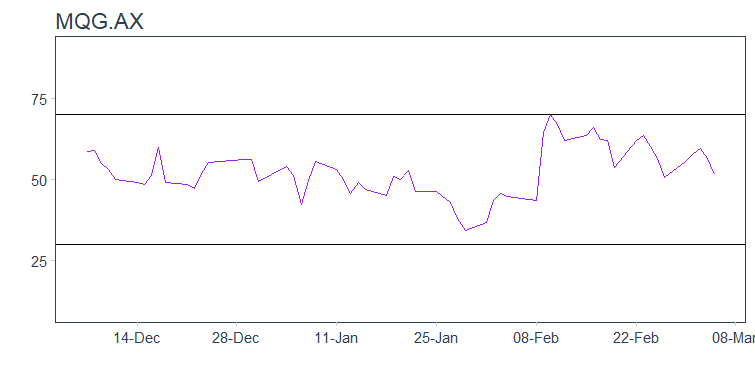 MQG.AX
75
50
25
14-Dec
28-Dec
11-Jan
25-Jan
08-Feb
22-Feb
08-Mar